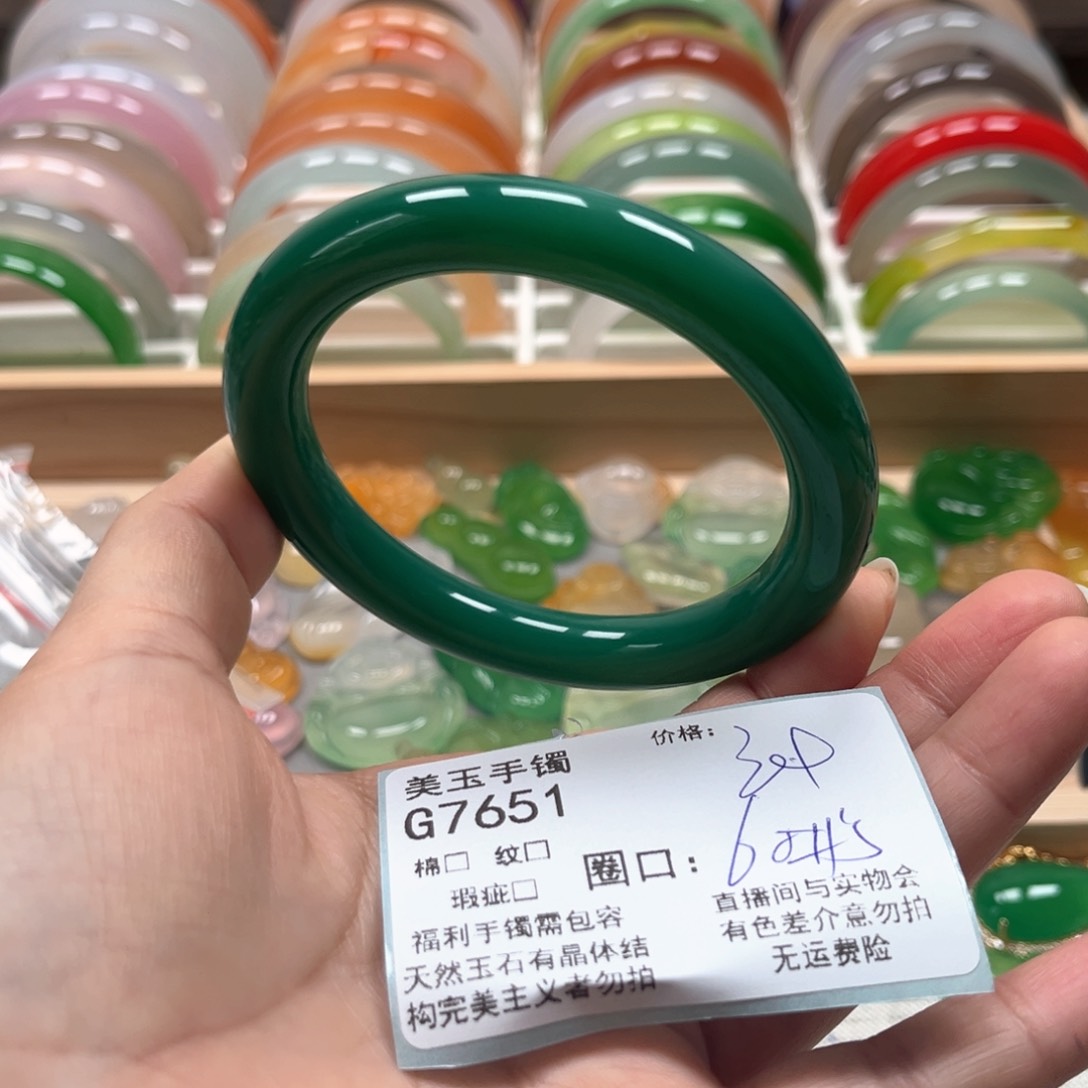 美玉手镯
价格:
G7651
棉□ 纹□
瑕疵□
圈口:
福利手镯需包容
天然玉石有晶体结
构完美主义者勿拍
直播间与实物会
有色差介意勿拍
无运费险